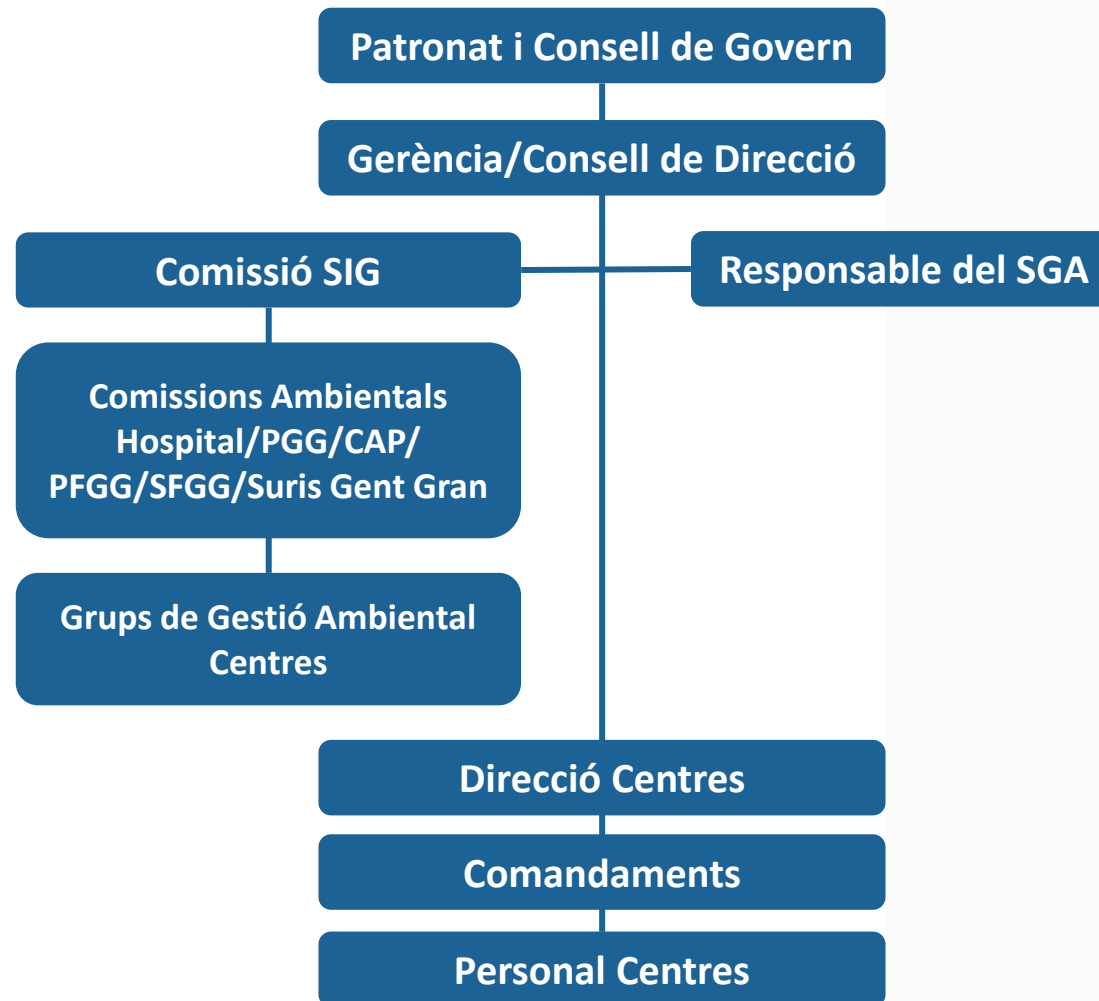 Patronat i Consell de Govern
Gerència/Consell de Direcció
Comissió SIG
Responsable del SGA
Comissions Ambientals
Hospital/PGG/CAP/
PFGG/SFGG/Suris Gent Gran
Grups de Gestió Ambiental
Centres
Direcció Centres
Comandaments
Personal Centres